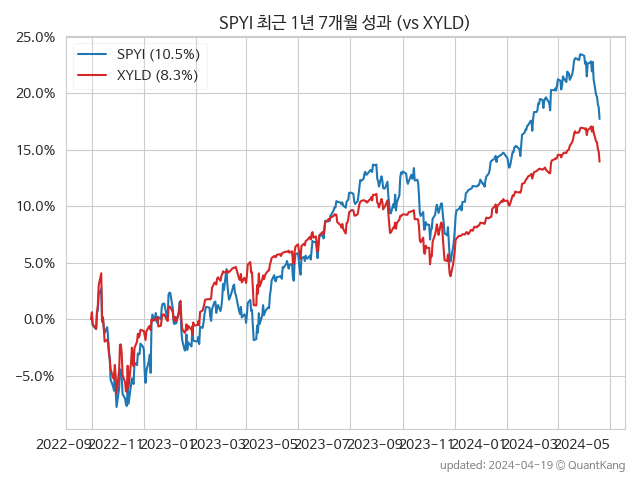 SPYI 최근 1년 7개월 성과 (vs XYLD)
SPYI (10.5%)
XYLD (8.3%)
25.0%
20.0%
15.0%
10.0%
5.0%
0.0%
−5.0%
2022-09 2022-11 2023-01 2023-03 2023-05 2023-07 2023-09 2023-11 2024-01 2024-03 2024-05
updated: 2024-04-19 © QuantKang